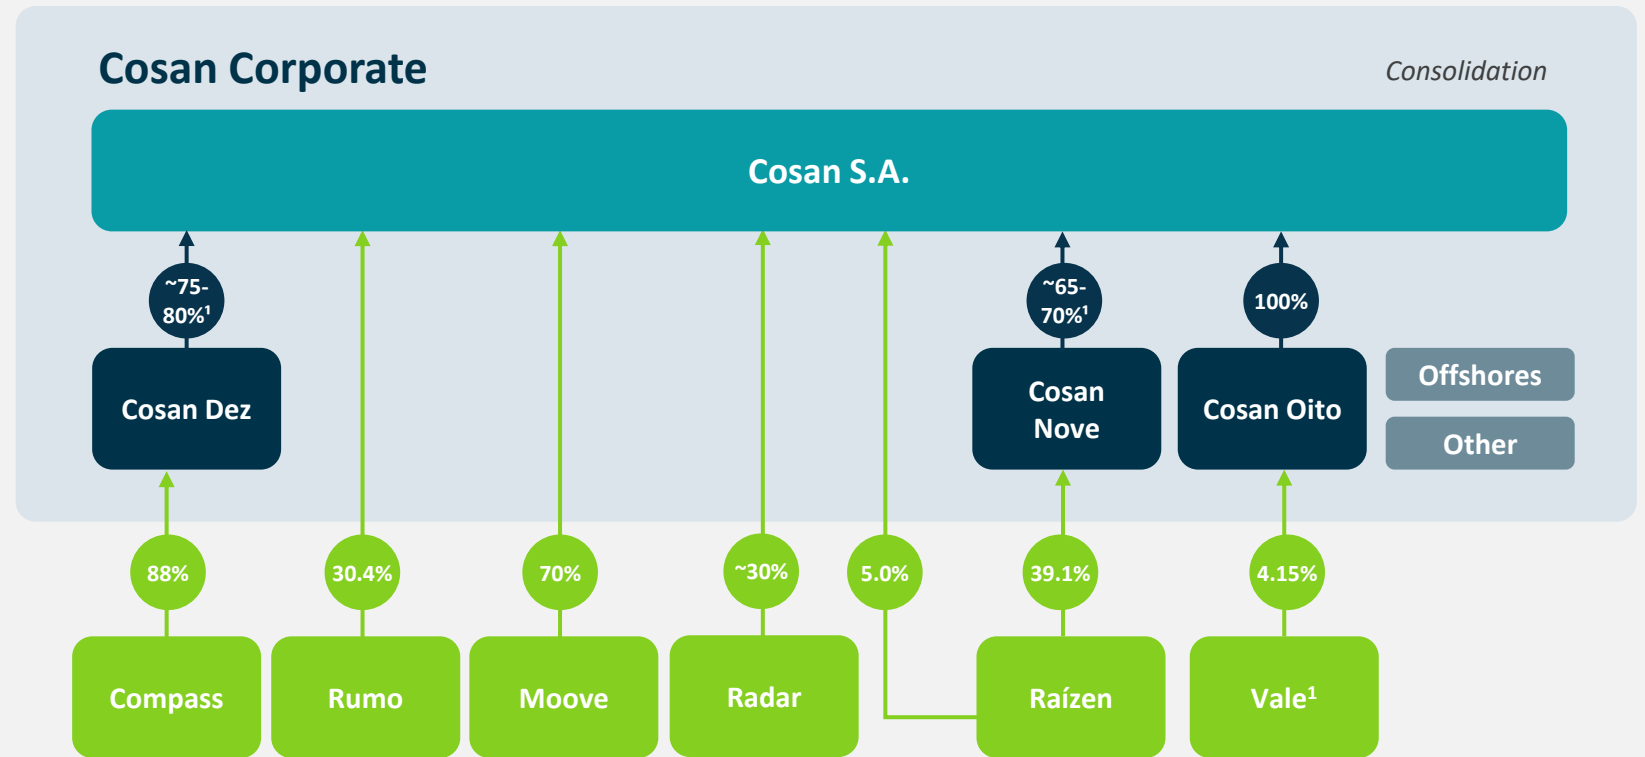 Cosan Corporate
Consolidation
Cosan S.A.
~75-
80%¹
~65-
70%¹
100%
Cosan Dez
Cosan
Nove
Cosan Oito
Offshores
Other
88%
30.4%
70%
~30%
5.0%
39.1%
4.15%
Compass
Rumo
Moove
Radar
Raízen
Vale¹